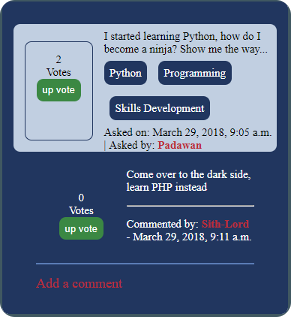 I started learning Python, how do I
become a ninja? Show me the way...
2
Votes
up vote
Python
Programming
Skills Development
Asked on: March 29, 2018, 9:05 a.m.
| Asked by: Padawan
Come over to the dark side,
learn PHP instead
0
Votes
up vote
Commented by: Sith-Lord
- March 29, 2018, 9:11 a.m.
Add a comment